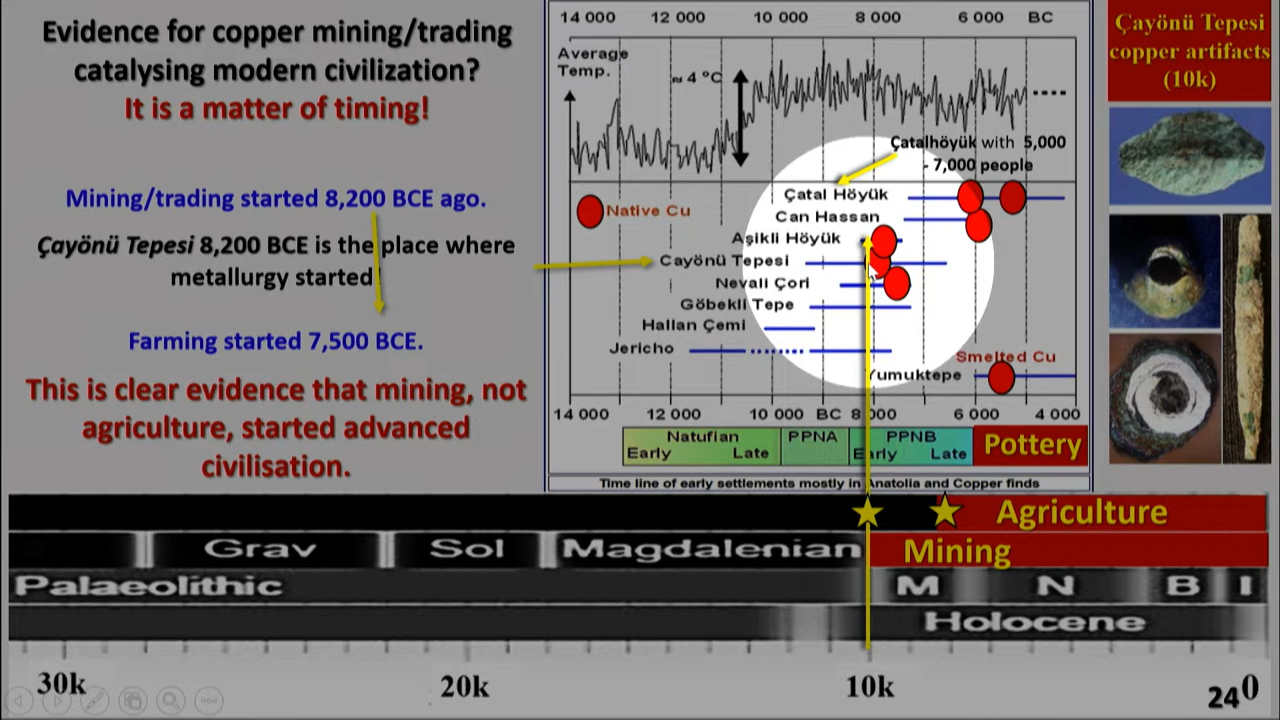 Evidence for copper mining/trading
catalysing modern civilization?
It is a matter of timing!
Mining/trading started 8,200 BCE ago.
Çayönü Tepesi 8,200 BCE is the place where
metallurgy started
Farming started 7,500 BCE.
This is clear evidence that mining, not
agriculture, started advanced
civilisation.
14 000 12 000 10 000 8 000 6 000 BC
Average
Temp.
≈ 4 °C
Çatalhöyük with 5,000
- 7,000 people
Çatal Höyük
Native Cu
Can Hassan
Aşikli Höyük
Cayönü Tepesi
Nevali Çori
Göbekli Tepe
Hallan Çemi
Jericho
Smelted Cu
Yumuktepe
14 000 12 000 10 000 BC 8 000 6 000 4 000
Natufian PPNA PPNB
Early Late Early Late
Pottery
Time line of early settlements mostly in Anatolia and Copper finds
Çayönü Tepesi
copper artifacts
(10k)
Agriculture
Grav Sol Magdalenian Mining
Palaeolithic M N B I
Holocene
30k 20k 10k 0
24